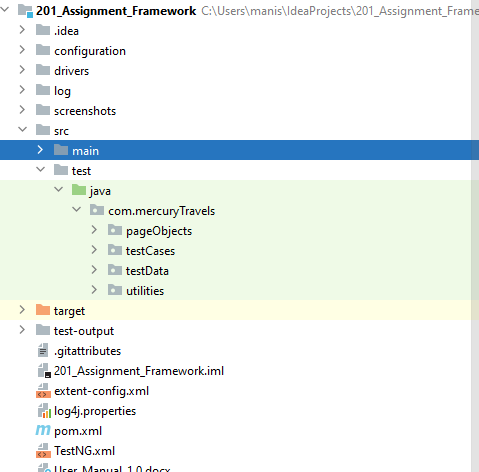 201_Assignment_Framework C:\Users\manis\IdeaProjects\201_Assignment_Frame
.idea
configuration
drivers
log
screenshots
src
main
test
java
com.mercuryTravels
pageObjects
testCases
testData
utilities
target
test-output
.gitattributes
201_Assignment_Framework.iml
extent-config.xml
log4j.properties
pom.xml
TestNG.xml
User_Manual_1.0.docx